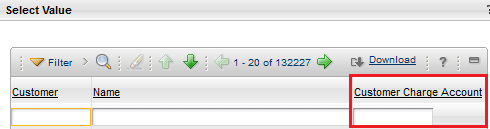 Select Value
Filter 1 - 20 of 132227 Download ?
Customer Name Customer Charge Account